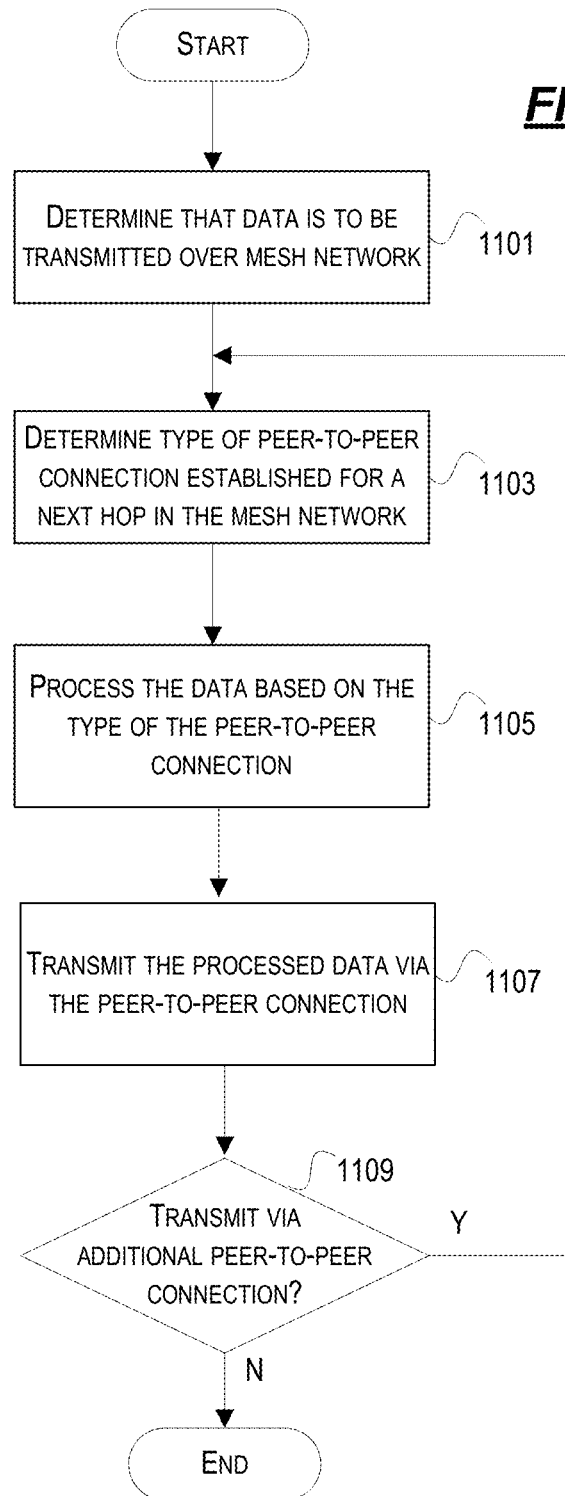 START
FI
DETERMINE THAT DATA IS TO BE
TRANSMITTED OVER MESH NETWORK
1101
DETERMINE TYPE OF PEER-TO-PEER
CONNECTION ESTABLISHED FOR A
NEXT HOP IN THE MESH NETWORK
1103
PROCESS THE DATA BASED ON THE
TYPE OF THE PEER-TO-PEER
CONNECTION
1105
TRANSMIT THE PROCESSED DATA VIA
THE PEER-TO-PEER CONNECTION
1107
1109
TRANSMIT VIA
ADDITIONAL PEER-TO-PEER
CONNECTION?
Y
N
END